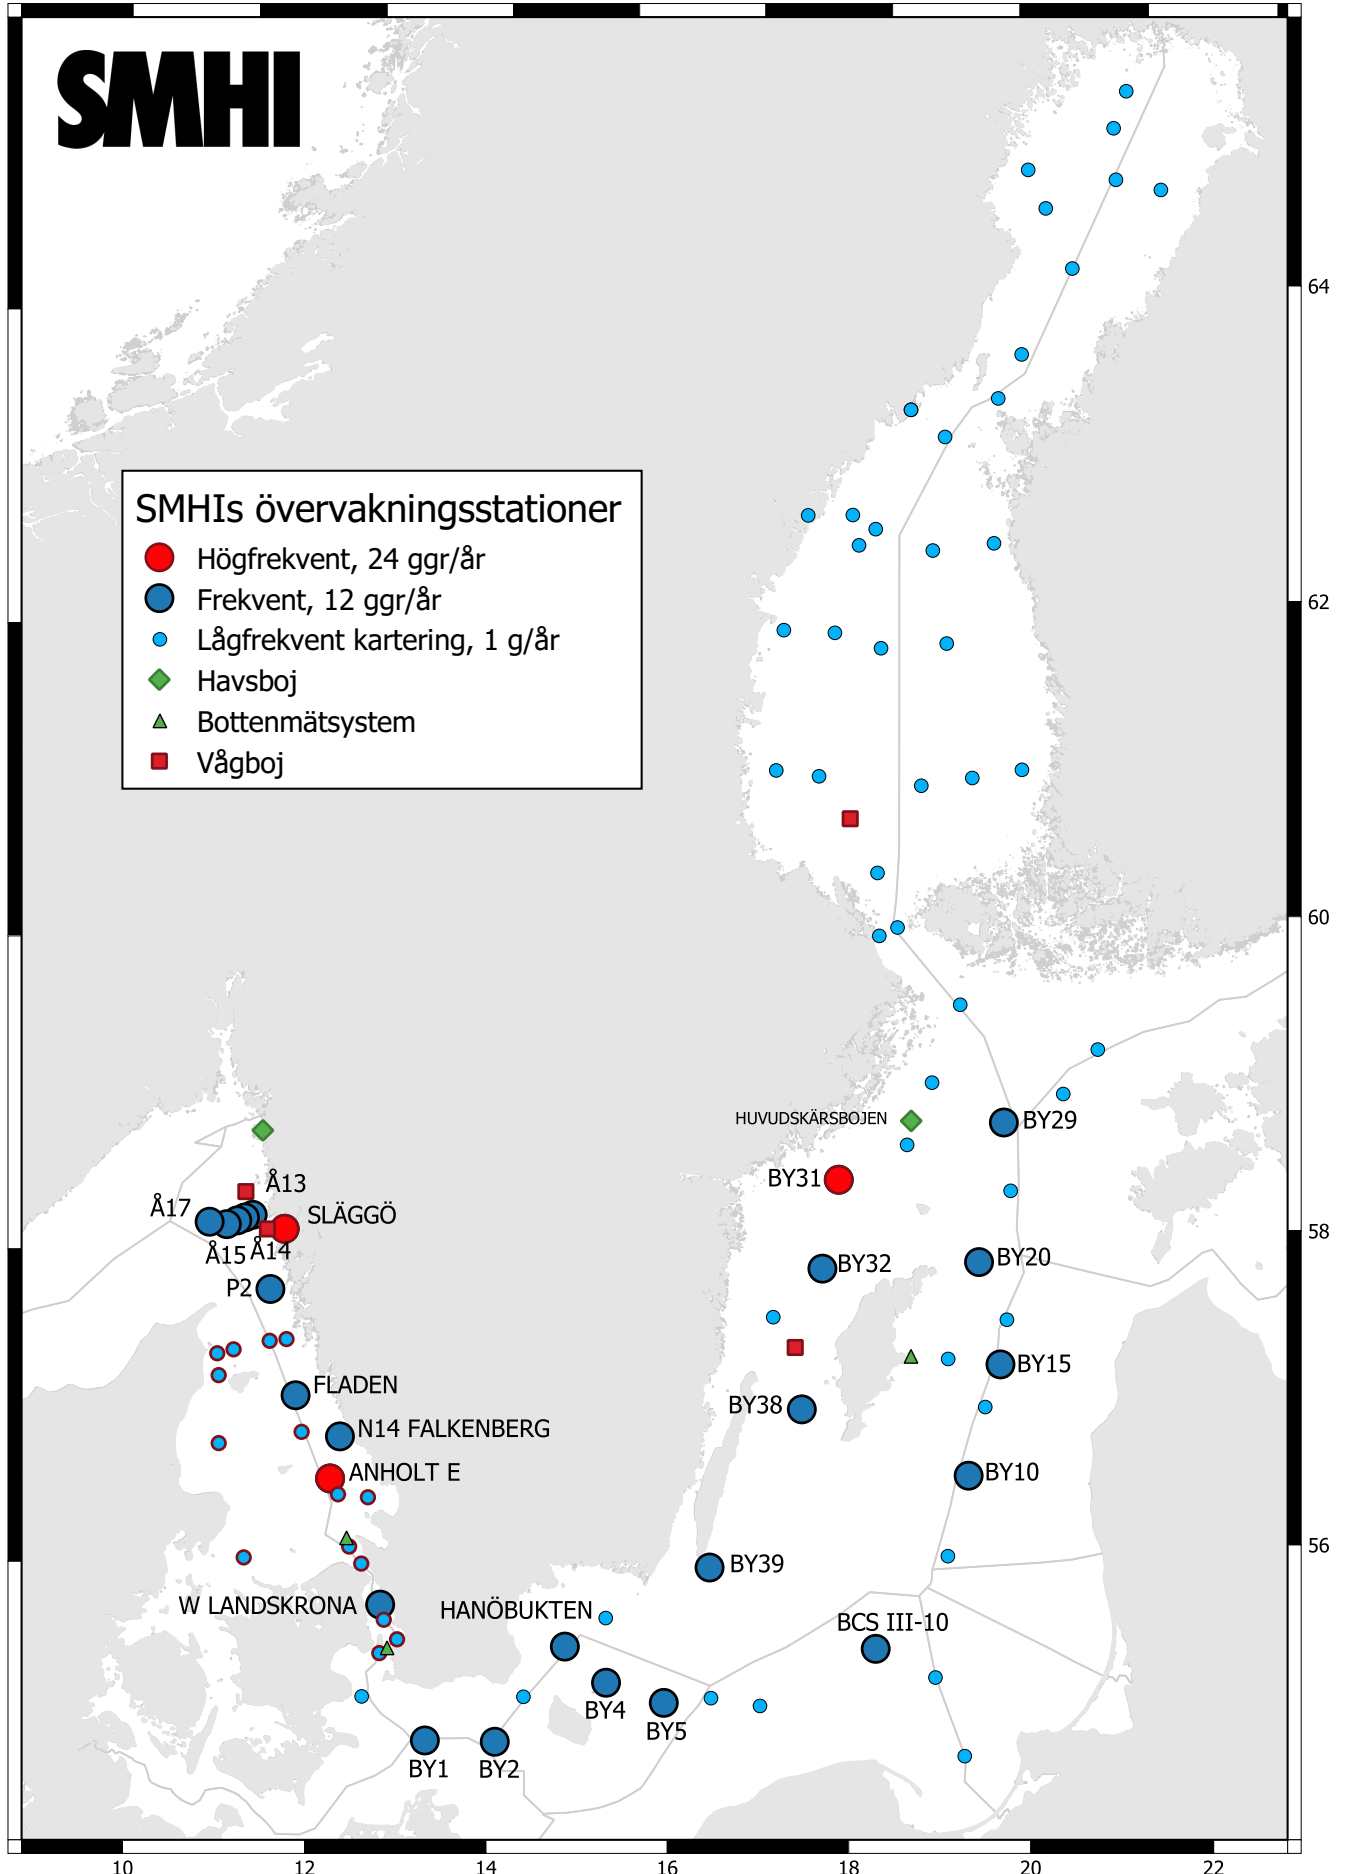 SMHI
64
SMHIs övervakningsstationer
Högfrekvent, 24 ggr/år
Frekvent, 12 ggr/år
Lågfrekvent kartering, 1 g/år
Havsboj
Bottenmätsystem
Vågboj
62
60
HUVUDSKÄRSBOJEN
BY29
BY31
Å13
Å17
SLÄGGÖ
58
Å15
Å14
BY32
BY20
P2
BY15
FLADEN
BY38
N14 FALKENBERG
ANHOLT E
BY10
56
BY39
W LANDSKRONA
HANÖBUKTEN
BCS III-10
BY4
BY5
BY1
BY2
10
12
14
16
18
20
22